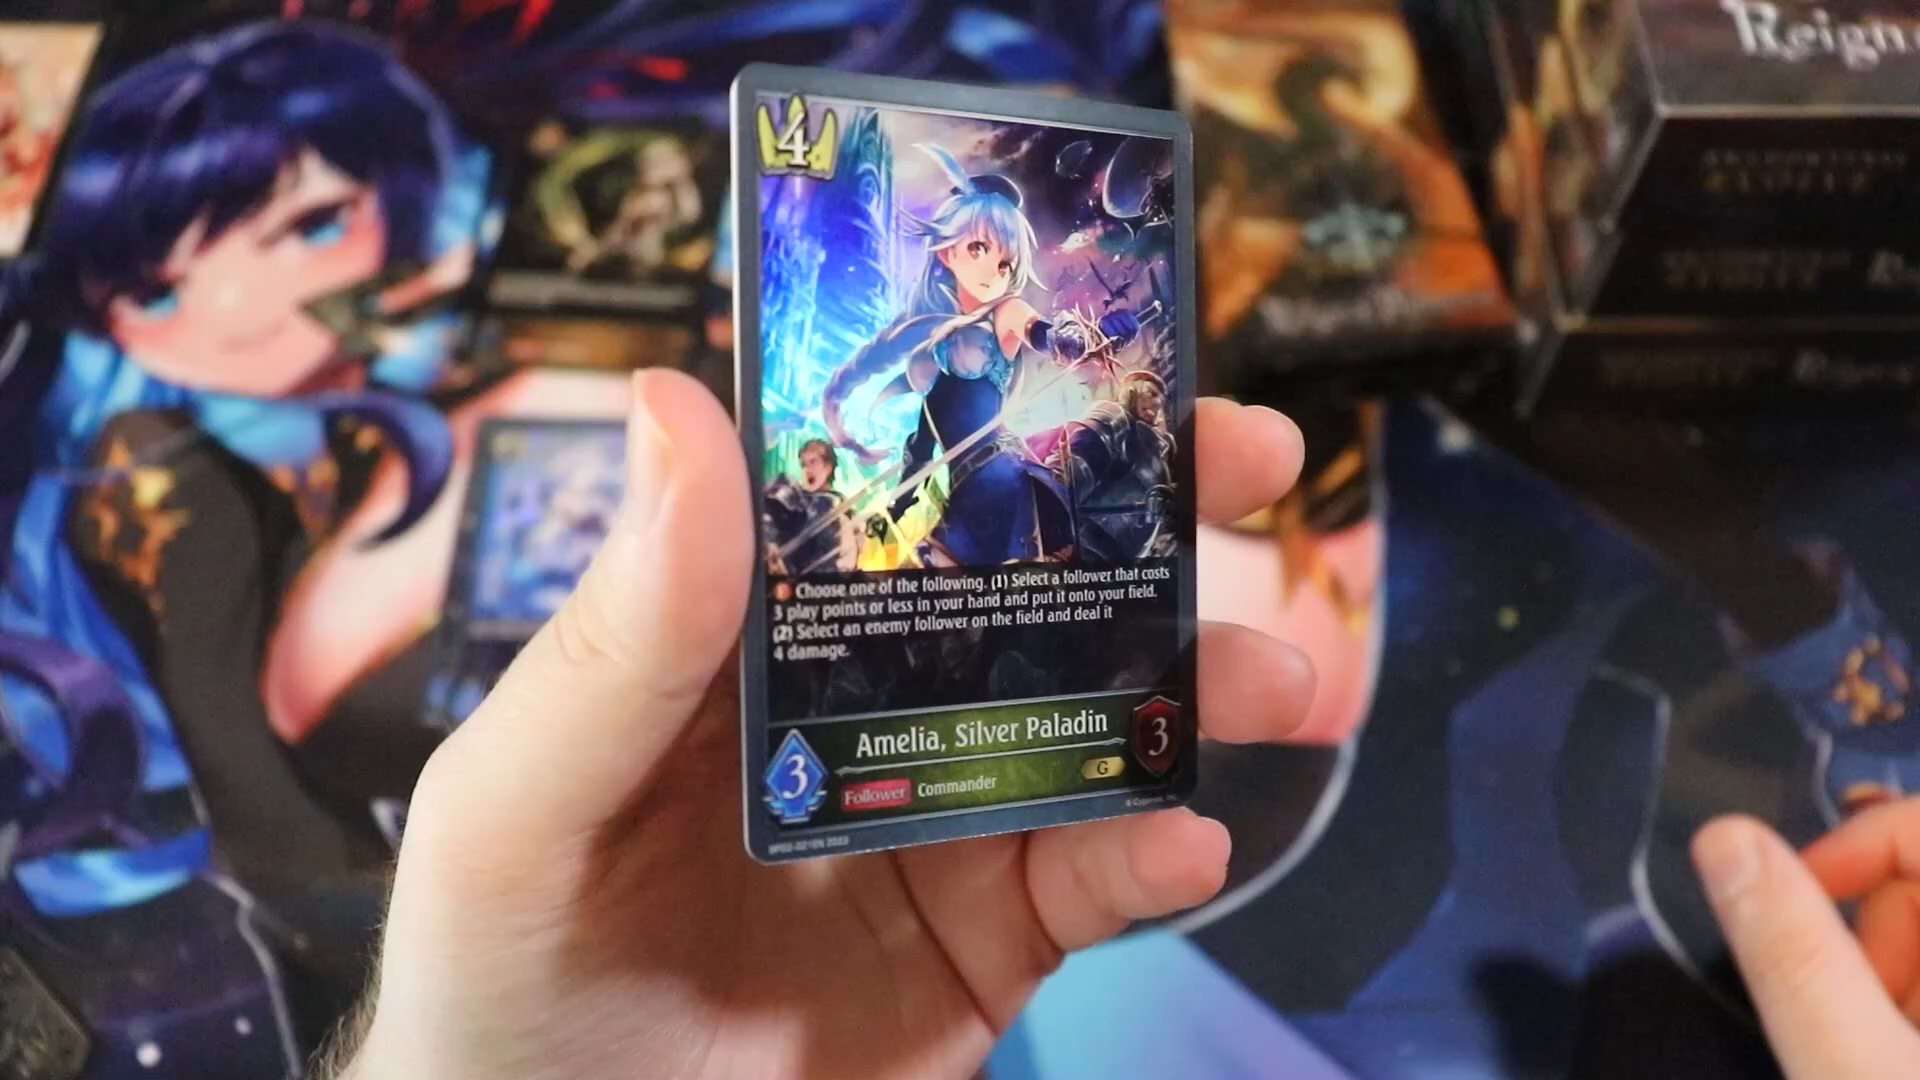 Reign
4
Choose one of the following. (1) Select a follower that costs
3 play points or less in your hand and put it onto your field.
(2) Select an enemy follower on the field and deal it
4 damage.
Amelia, Silver Paladin
3
3
Follower Commander
G